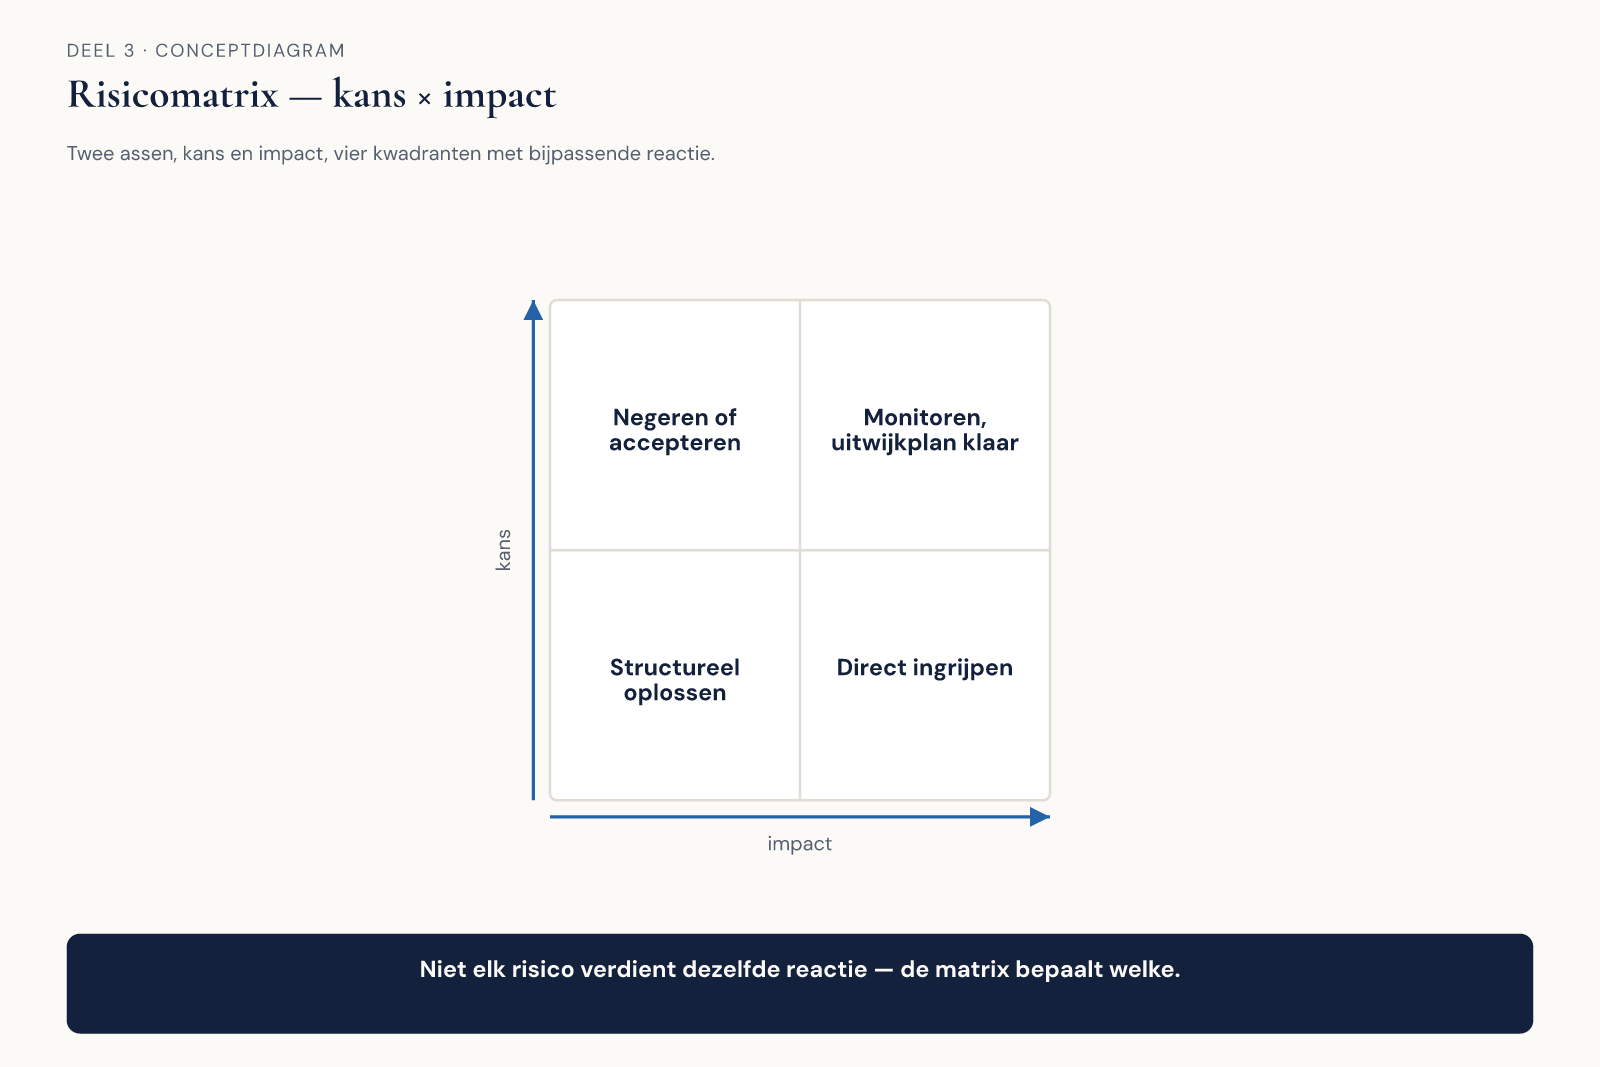 DEEL 3 · CONCEPTDIAGRAM
Risicomatrix — kans × impact
Twee assen, kans en impact, vier kwadranten met bijpassende reactie.
Negeren of
accepteren
Monitoren,
uitwijkplan klaar
kans
Structureel
oplossen
Direct ingrijpen
impact
Niet elk risico verdient dezelfde reactie — de matrix bepaalt welke.